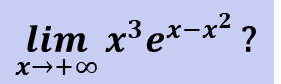 lim x³e^{x−x²} ?
x→+∞